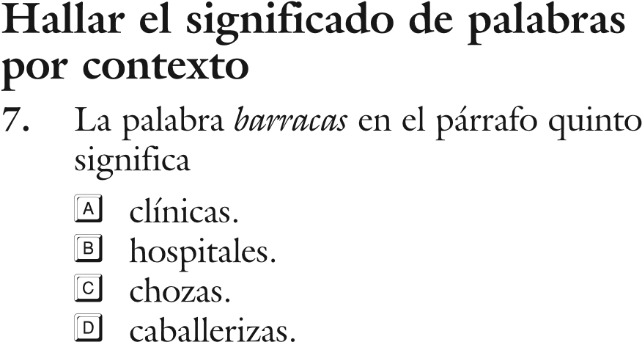 Hallar el significado de palabras
por contexto
7. La palabra barracas en el párrafo quinto
significa
A clínicas.
B hospitales.
C chozas.
D caballerizas.